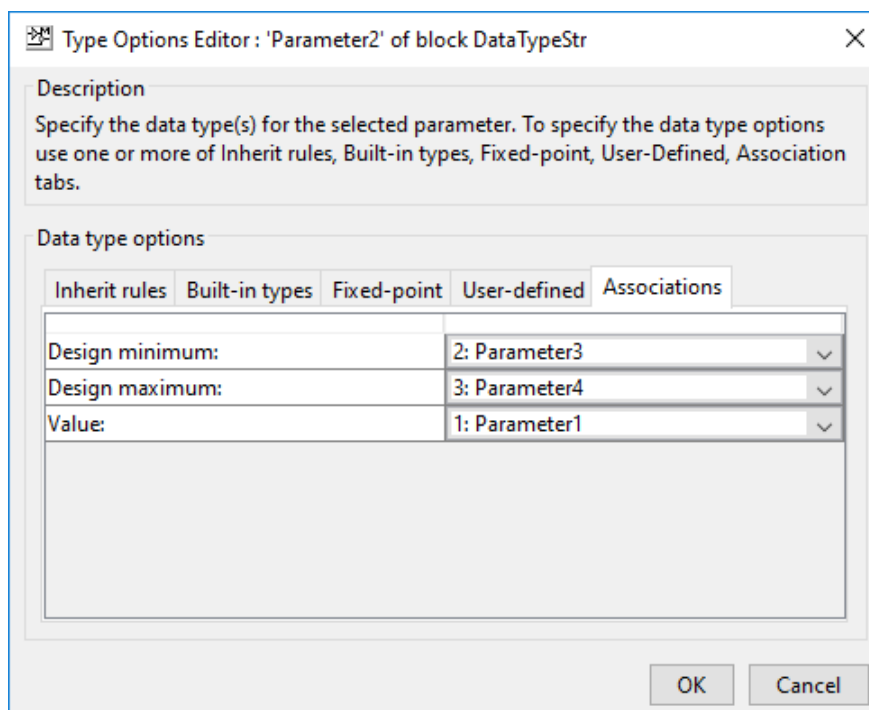 Type Options Editor : 'Parameter2' of block DataTypeStr
Description
Specify the data type(s) for the selected parameter. To specify the data type options
use one or more of Inherit rules, Built-in types, Fixed-point, User-Defined, Association
tabs.
Data type options
Inherit rules Built-in types Fixed-point User-defined Associations
Design minimum: 2: Parameter3
Design maximum: 3: Parameter4
Value: 1: Parameter1
OK Cancel